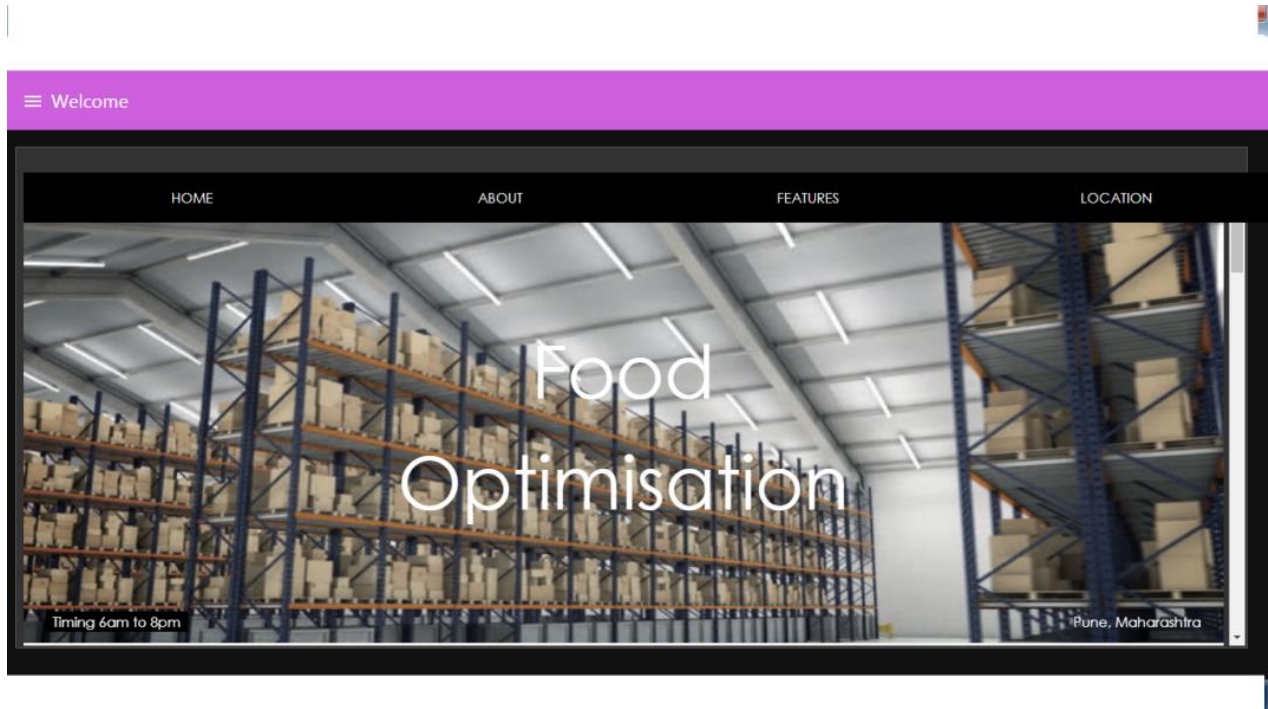 Welcome
HOME ABOUT FEATURES LOCATION
Food
Optimisation
Timing 6am to 8pm Pune, Maharashtra